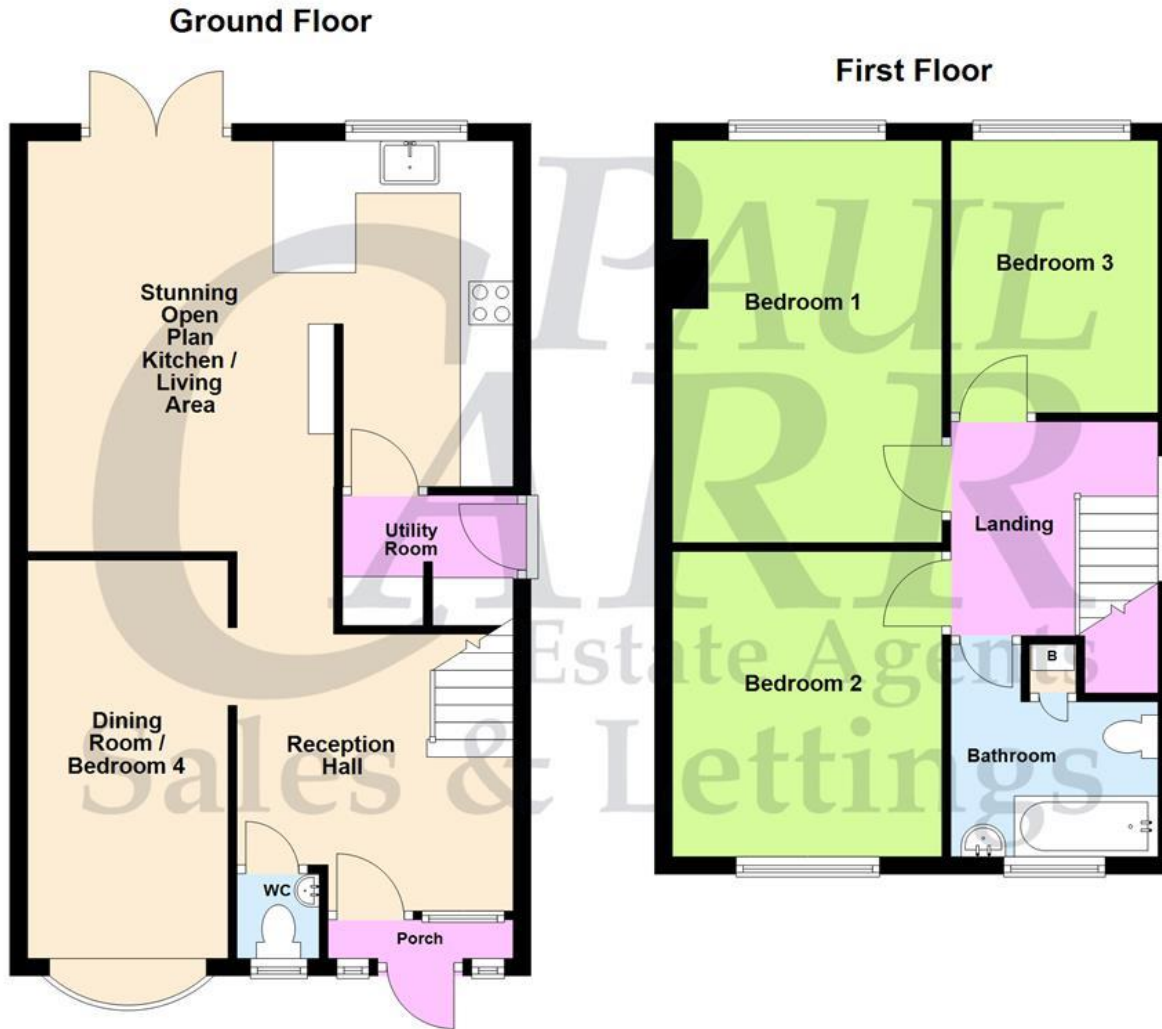 Ground Floor
First Floor
Stunning
Open
Plan
Kitchen /
Living
Area
Utility
Room
Dining
Room /
Bedroom 4
Reception
Hall
WC
Porch
Bedroom 1
Bedroom 3
Landing
Bedroom 2
B
Bathroom
PAUL
CARR
Estate Agents
Sales & Lettings